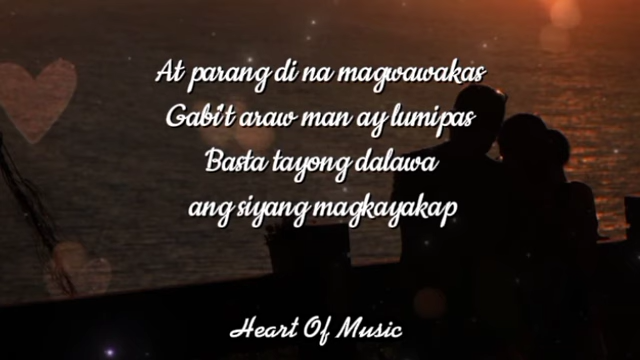 At parang di na magwawakas
Gabi't araw man ay lumipas
Basta tayong dalawa
ang siyang magkayakap
Heart Of Music